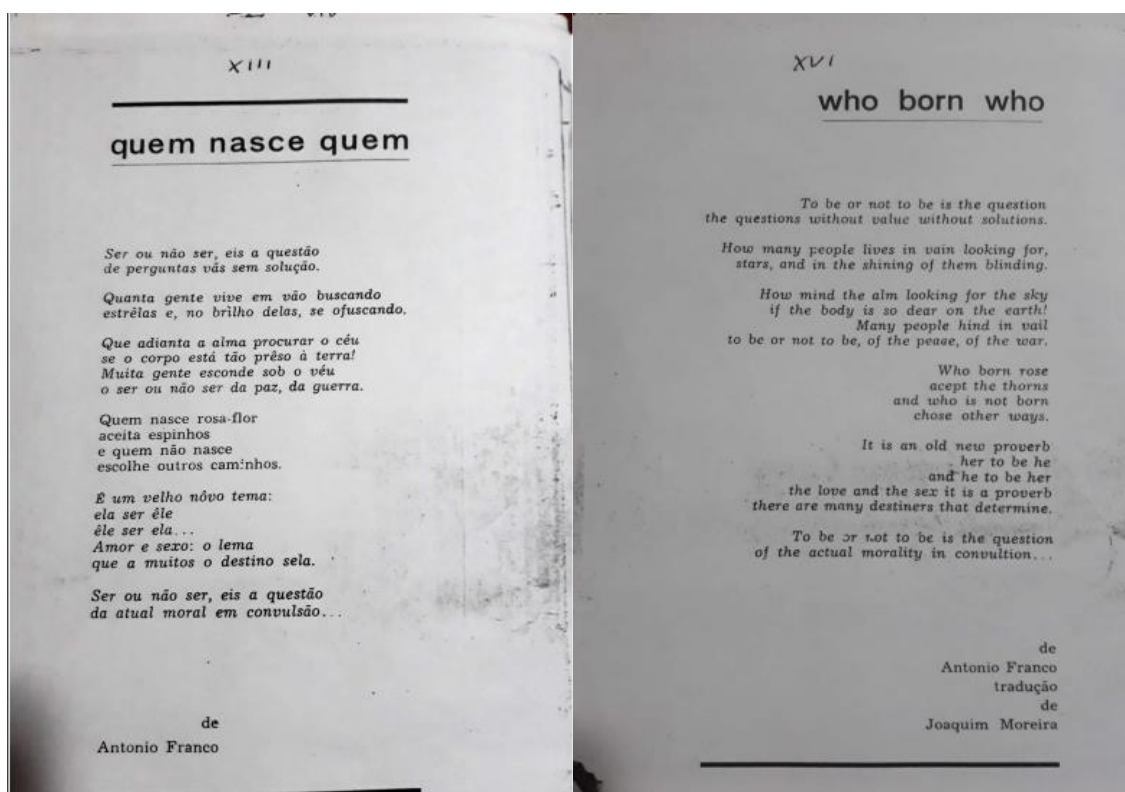 XIII
quem nasce quem
Ser ou não ser, eis a questão
de perguntas vãs sem solução.
Quanta gente vive em vão buscando
estrêlas e, no brilho delas, se ofuscando.
Que adianta a alma procurar o céu
se o corpo está tão prêso à terra!
Muita gente esconde sob o véu
o ser ou não ser da paz, da guerra.
Quem nasce rosa-flor
aceita espinhos
e quem não nasce
escolhe outros caminhos.
É um velho nôvo tema:
ela ser êle
êle ser ela...
Amor e sexo: o lema
que a muitos o destino sela.
Ser ou não ser, eis a questão
da atual moral em convulsão...
de
Antonio Franco
XVI
who born who
To be or not to be is the question
the questions without value without solutions.
How many people lives in vain looking for,
stars, and in the shining of them blinding.
How mind the alm looking for the sky
if the body is so dear on the earth!
Many people hind in vail
to be or not to be, of the peace, of the war.
Who born rose
acept the thorns
and who is not born
chose other ways.
It is an old new proverb
her to be he
and he to be her
the love and the sex it is a proverb
there are many destiners that determine.
To be or not to be is the question
of the actual morality in convultion...
de
Antonio Franco
tradução
de
Joaquim Moreira